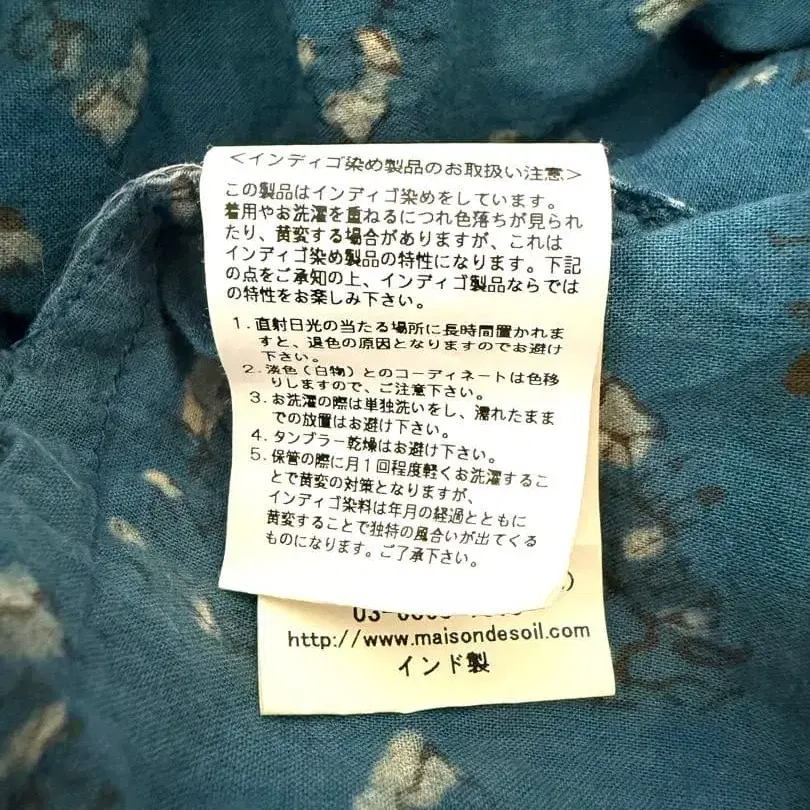 <インディゴ染め製品のお取扱い注意>
この製品はインディゴ染めをしています。
着用やお洗濯を重ねるにつれ色落ちが見られ
たり、黄変する場合がありますが、これは
インディゴ染め製品の特性になります。下記
の点をご承知の上、インディゴ製品ならでは
の特性をお楽しみ下さい。
1. 直射日光の当たる場所に長時間置かれま
すと、退色の原因となりますのでお避け
下さい。
2. 淡色(白物)とのコーディネートは色移
りしますので、ご注意下さい。
3. お洗濯の際は単独洗いをし、濡れたまま
での放置はお避け下さい。
4. タンブラー乾燥はお避け下さい。
5. 保管の際に月1回程度軽くお洗濯するこ
とで黄変の対策となりますが、
インディゴ染料は年月の経過とともに
黄変することで独特の風合いが出てくる
ものになります。ご了承下さい。
http://www.maisondesoil.com
インド製